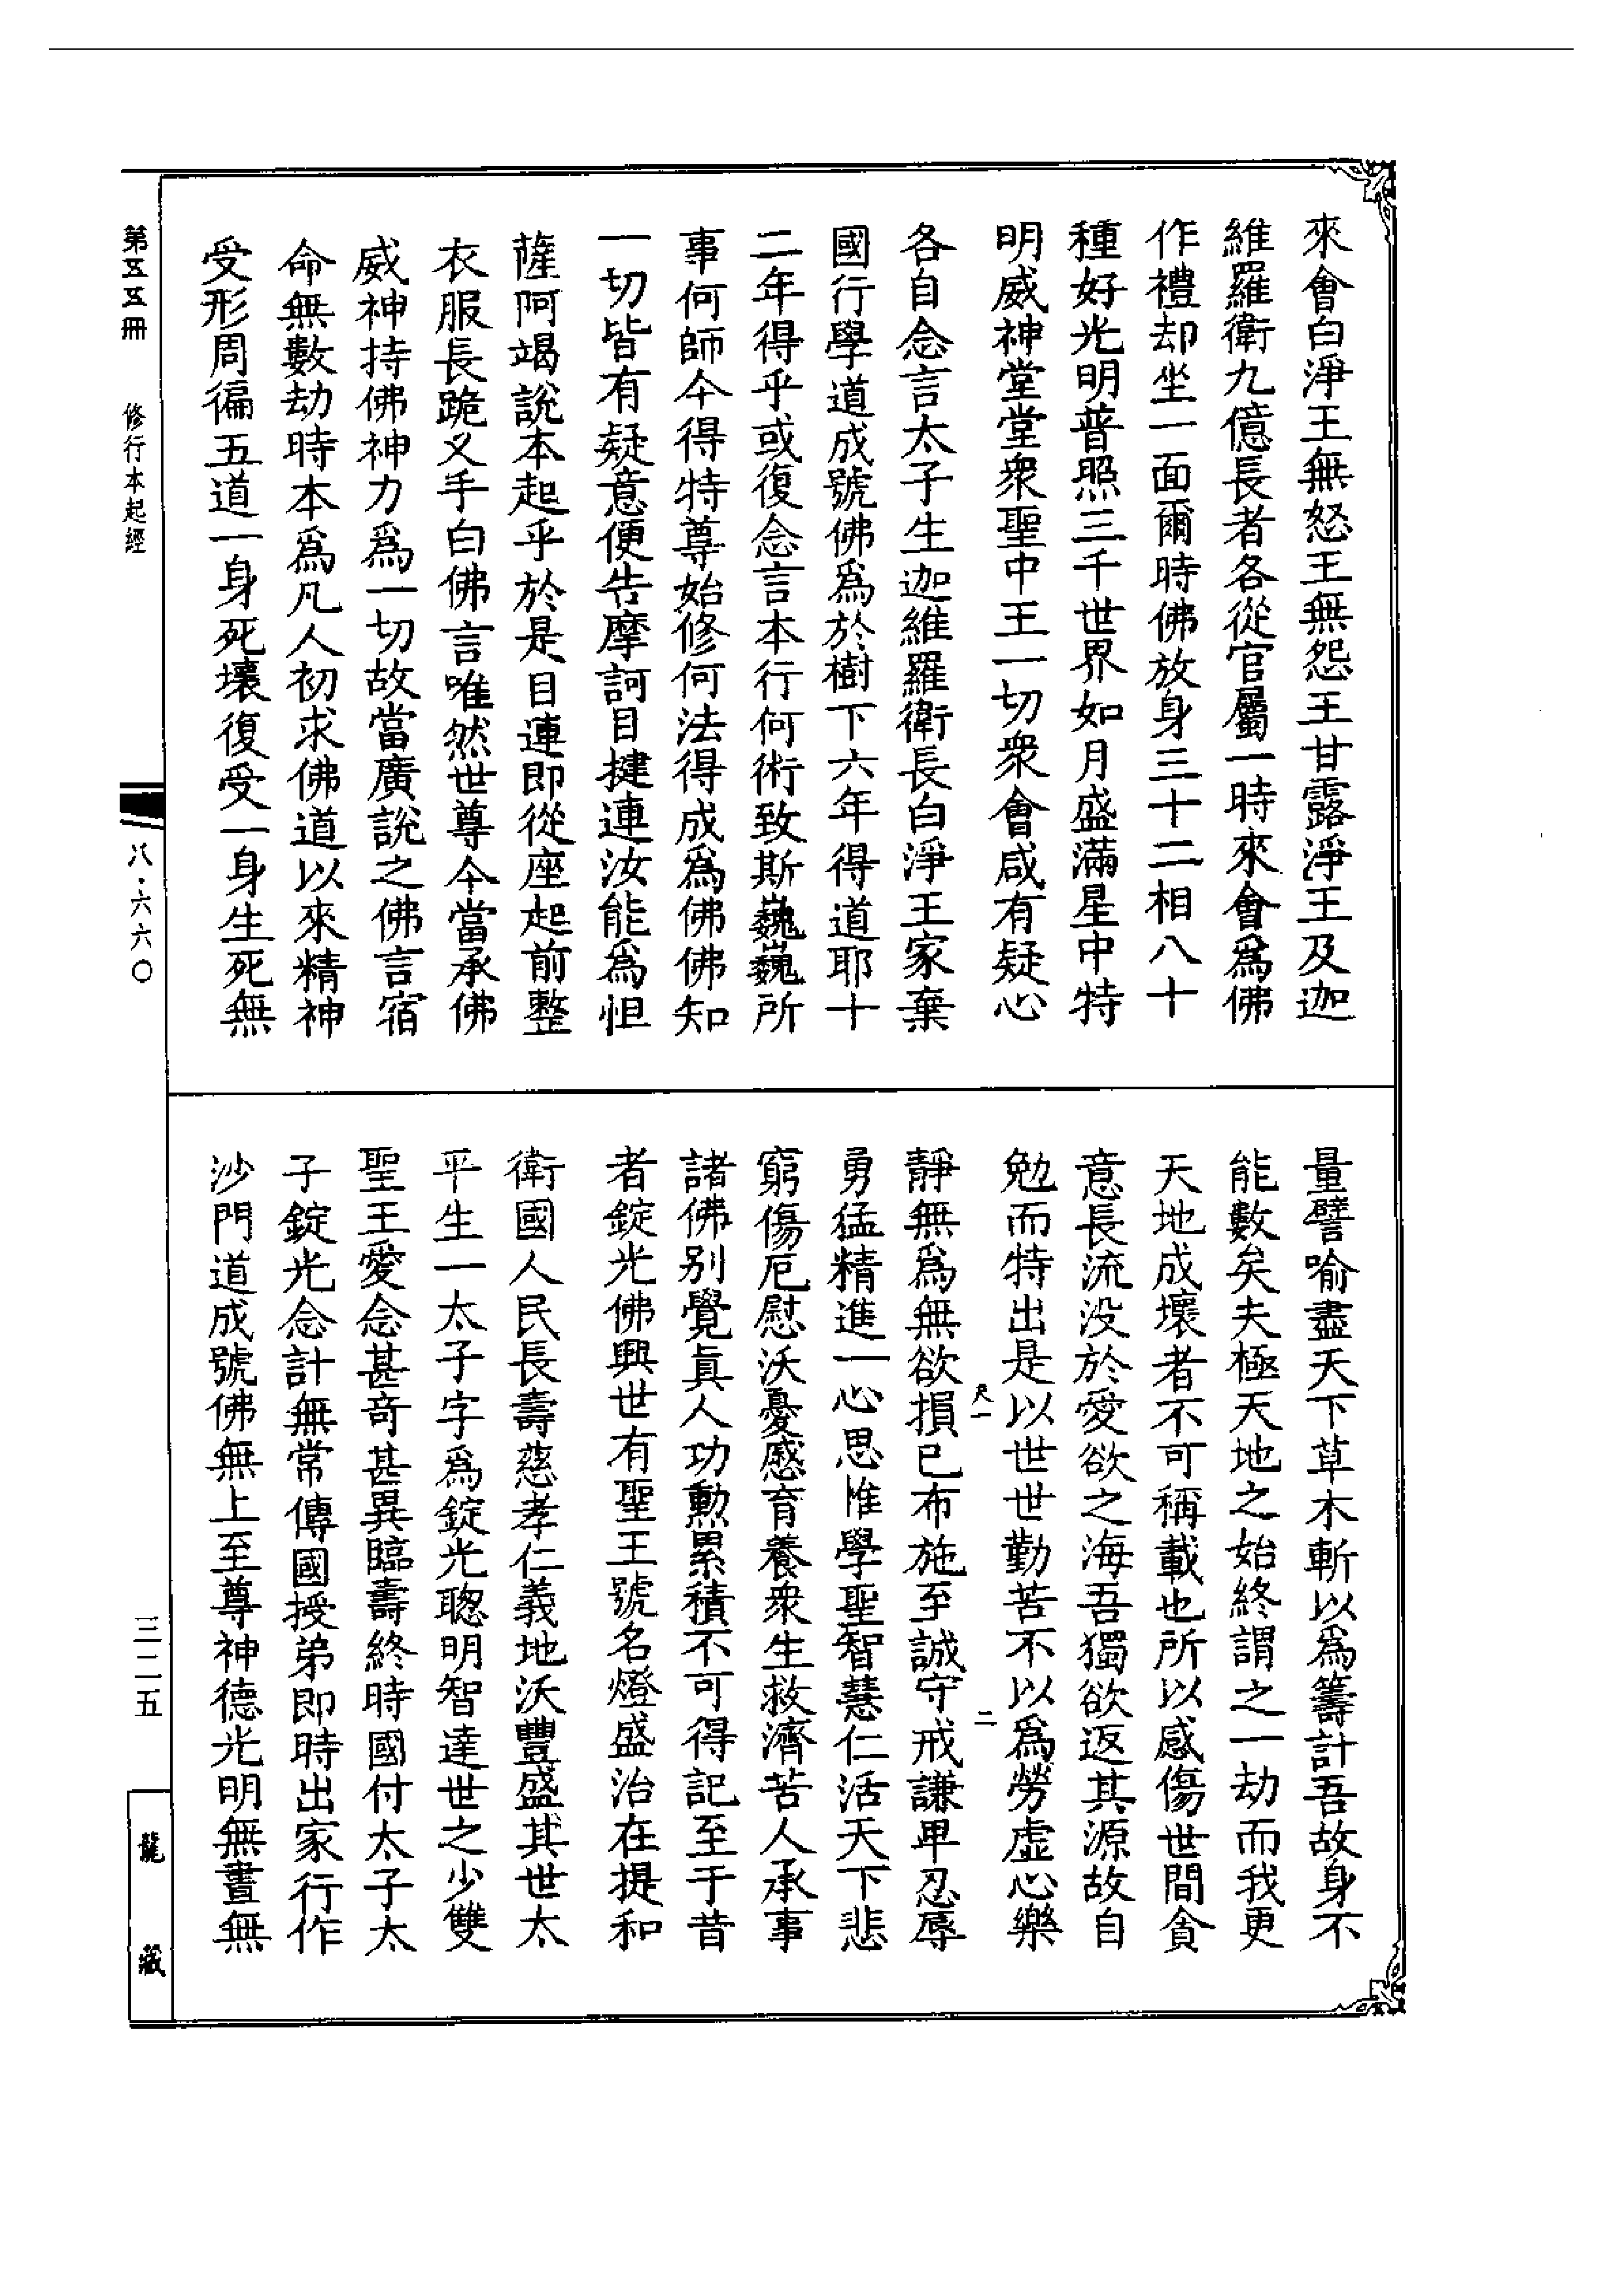 來會白淨王無怒王無怨王甘露淨王及迦
維羅衛九億長者各從官屬一時來會爲佛
作禮却坐一面爾時佛放身三十二相八十
種好光明普照三千世界如月盛滿星中特
明威神堂堂衆聖中王一切衆會咸有疑心
各自念言太子生迦維羅衛長白淨王家棄
國行學道成號佛爲於樹下六年得道耶十
二年得乎或復念言本行何術致斯巍巍所
事何師今得特尊始修何法得成爲佛佛知
一切皆有疑意便告摩訶目揵連汝能爲怛
薩阿竭說本起乎於是目連即從座起前整
衣服長跪叉手白佛言唯然世尊今當承佛
威神持佛神力爲一切故當廣說之佛言宿
命無數劫時本爲凡人初求佛道以來精神
受形周徧五道一身死壞復受一身生死無
量譬喻盡天下草木斬以爲籌計吾故身不
能數矣夫極天地之始終謂之一劫而我更
天地成壞者不可稱載也所以感傷世間貪
意長流没於愛欲之海吾獨欲返其源故自
勉而特出是以世世勤苦不以爲勞虛心樂
靜無爲無欲損已布施至誠守戒謙卑忍辱
勇猛精進一心思惟學聖智慧仁活天下悲
窮傷厄慰沃憂慼育養衆生救濟苦人承事
諸佛别覺眞人功勲累積不可得記至于昔
者錠光佛興世有聖王號名燈盛治在提和
衛國人民長壽慈孝仁義地沃豐盛其世太
平生一太子字爲錠光聦明智達世之少雙
聖王愛念甚奇甚異臨壽終時國付太子太
子錠光念計無常傳國授弟即時出家行作
沙門道成號佛無上至尊神德光明無晝無
尺一
二
第五五冊
修行本起經
八·六六〇
三二五
龍藏